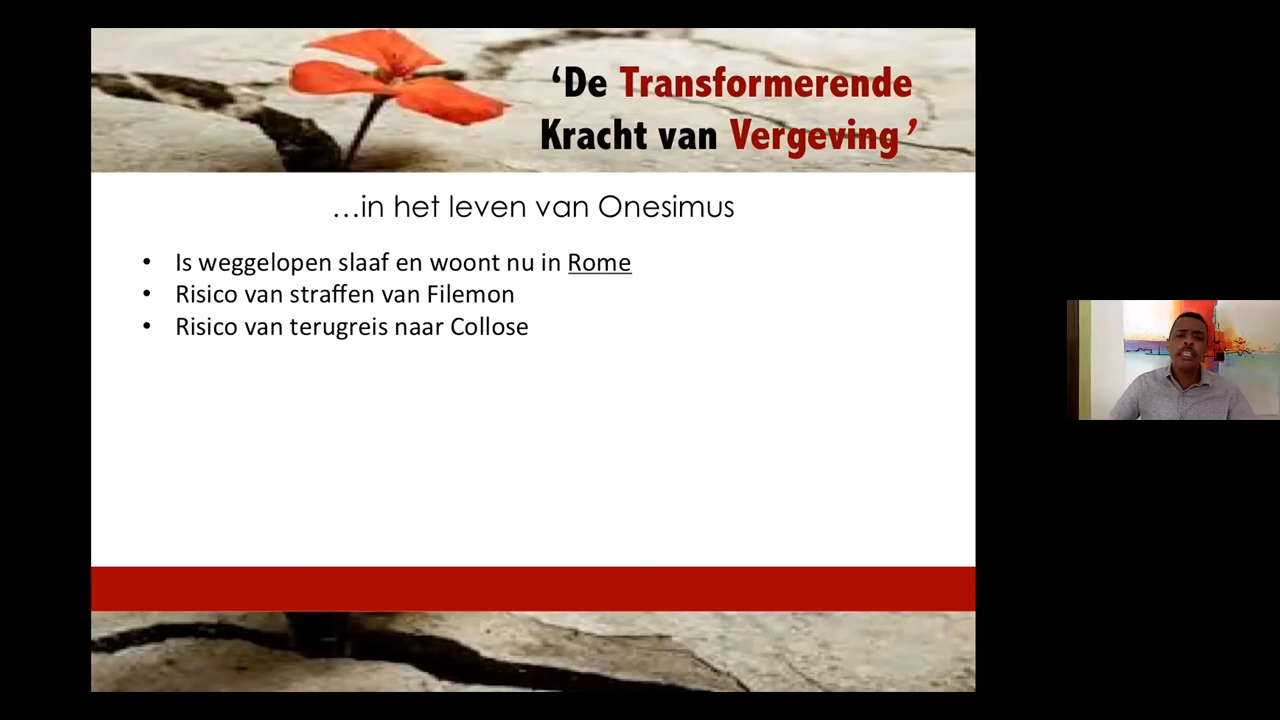 ‘De Transformerende
Kracht van Vergeving’
...in het leven van Onesimus
• Is weggelopen slaaf en woont nu in Rome
• Risico van straffen van Filemon
• Risico van terugreis naar Collose